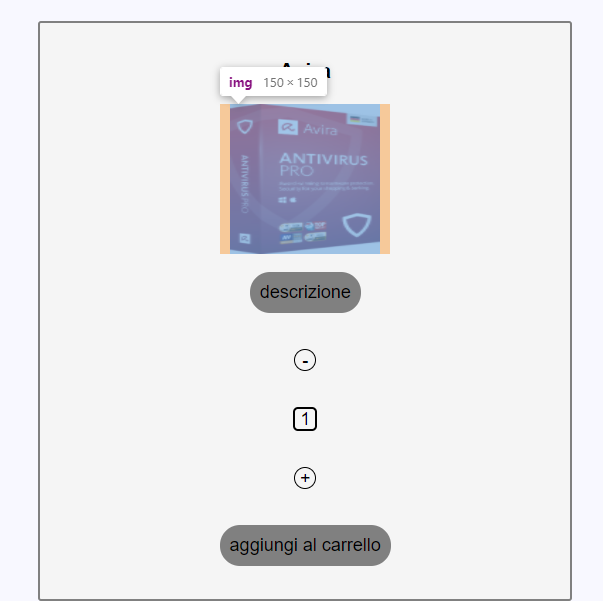 img 150 × 150
Avira
ANTIVIRUS
PRO
ANTIVIRUS PRO
descrizione
-
1
+
aggiungi al carrello